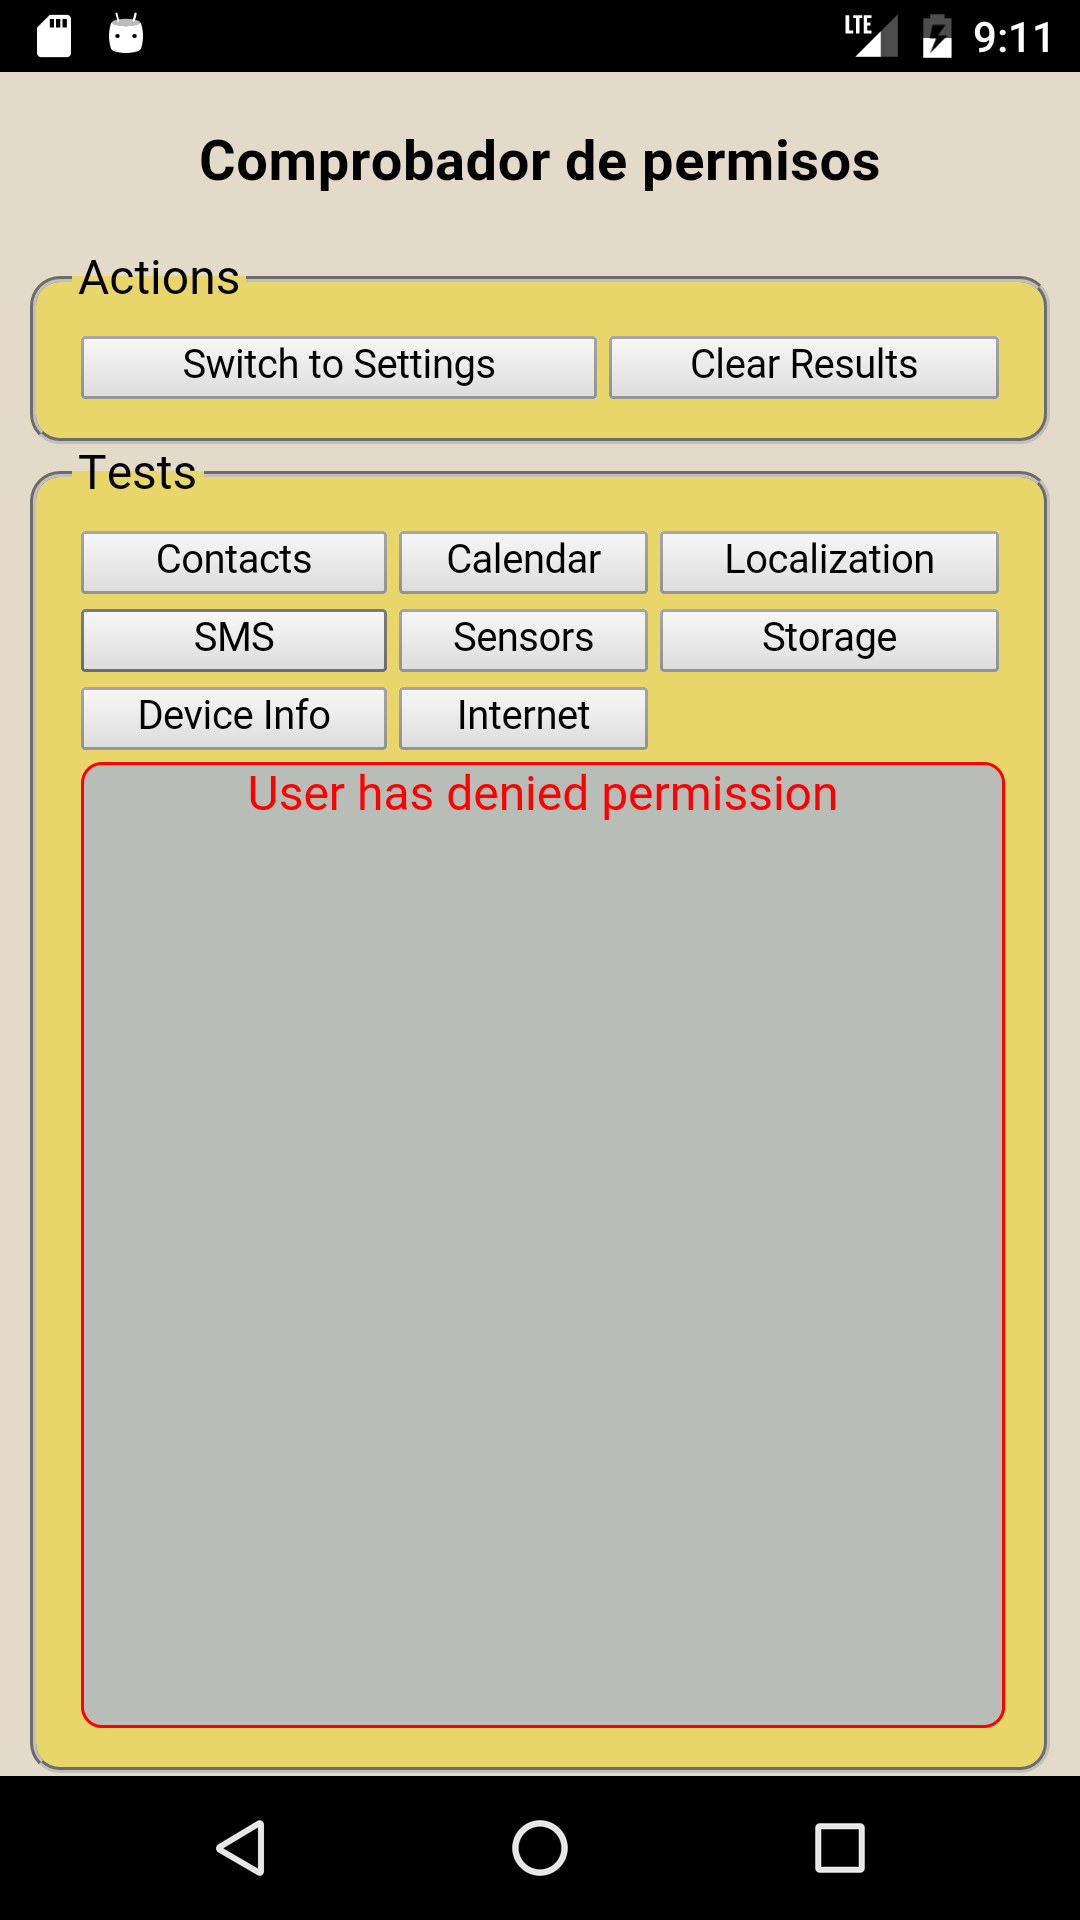 LTE 9:11
Comprobador de permisos
Actions
Switch to Settings Clear Results
Tests
Contacts Calendar Localization
SMS Sensors Storage
Device Info Internet
User has denied permission